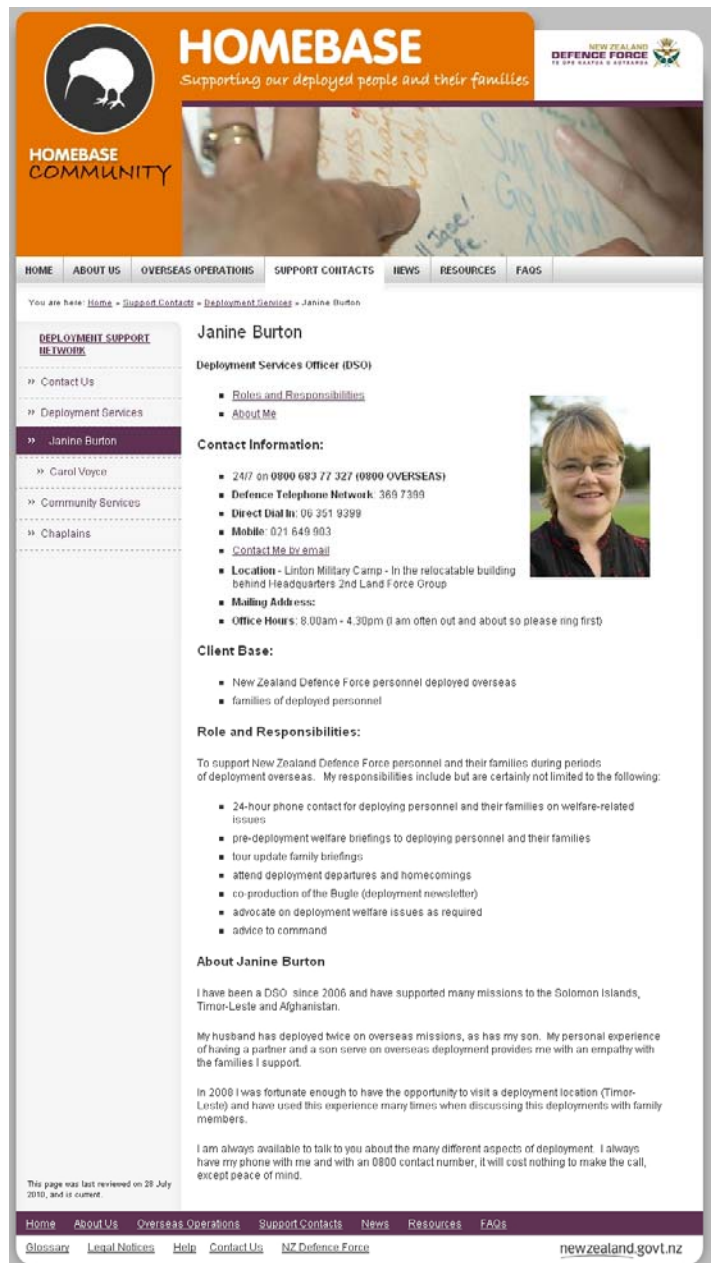 HOMEBASE
Supporting our deployed people and their families
NEW ZEALAND
DEFENCE FORCE
HOMEBASE
COMMUNITY
HOME ABOUT US OVERSEAS OPERATIONS SUPPORT CONTACTS NEWS RESOURCES FAQS
You are here: Home » Support Contacts » Deployment Services » Janine Burton
DEPLOYMENT SUPPORT
NETWORK
» Contact Us
» Deployment Services
» Janine Burton
» Carol Voyce
» Community Services
» Chaplains
Janine Burton
Deployment Services Officer (DSO)
▪ Roles and Responsibilities
▪ About Me
Contact Information:
▪ 24/7 on 0800 683 77 327 (0800 OVERSEAS)
▪ Defence Telephone Network: 369 7399
▪ Direct Dial In: 06 351 9399
▪ Mobile: 021 649 903
▪ Contact Me by email
▪ Location - Linton Military Camp - In the relocatable building
behind Headquarters 2nd Land Force Group
▪ Mailing Address:
▪ Office Hours: 8.00am - 4.30pm (I am often out and about so please ring first)
Client Base:
▪ New Zealand Defence Force personnel deployed overseas
▪ families of deployed personnel
Role and Responsibilities:
To support New Zealand Defence Force personnel and their families during periods
of deployment overseas. My responsibilities include but are certainly not limited to the following:
▪ 24-hour phone contact for deploying personnel and their families on welfare-related
issues
▪ pre-deployment welfare briefings to deploying personnel and their families
▪ tour update family briefings
▪ attend deployment departures and homecomings
▪ co-production of the Bugle (deployment newsletter)
▪ advocate on deployment welfare issues as required
▪ advice to command
About Janine Burton
I have been a DSO since 2006 and have supported many missions to the Solomon Islands,
Timor-Leste and Afghanistan.
My husband has deployed twice on overseas missions, as has my son. My personal experience
of having a partner and a son serve on overseas deployment provides me with an empathy with
the families I support.
In 2008 I was fortunate enough to have the opportunity to visit a deployment location (Timor-
Leste) and have used this experience many times when discussing this deployments with family
members.
I am always available to talk to you about the many different aspects of deployment. I always
have my phone with me and with an 0800 contact number, it will cost nothing to make the call,
except peace of mind.
This page was last reviewed on 28 July
2010, and is current.
Home About Us Overseas Operations Support Contacts News Resources FAQs
Glossary Legal Notices Help Contact Us NZ Defence Force
newzealand.govt.nz